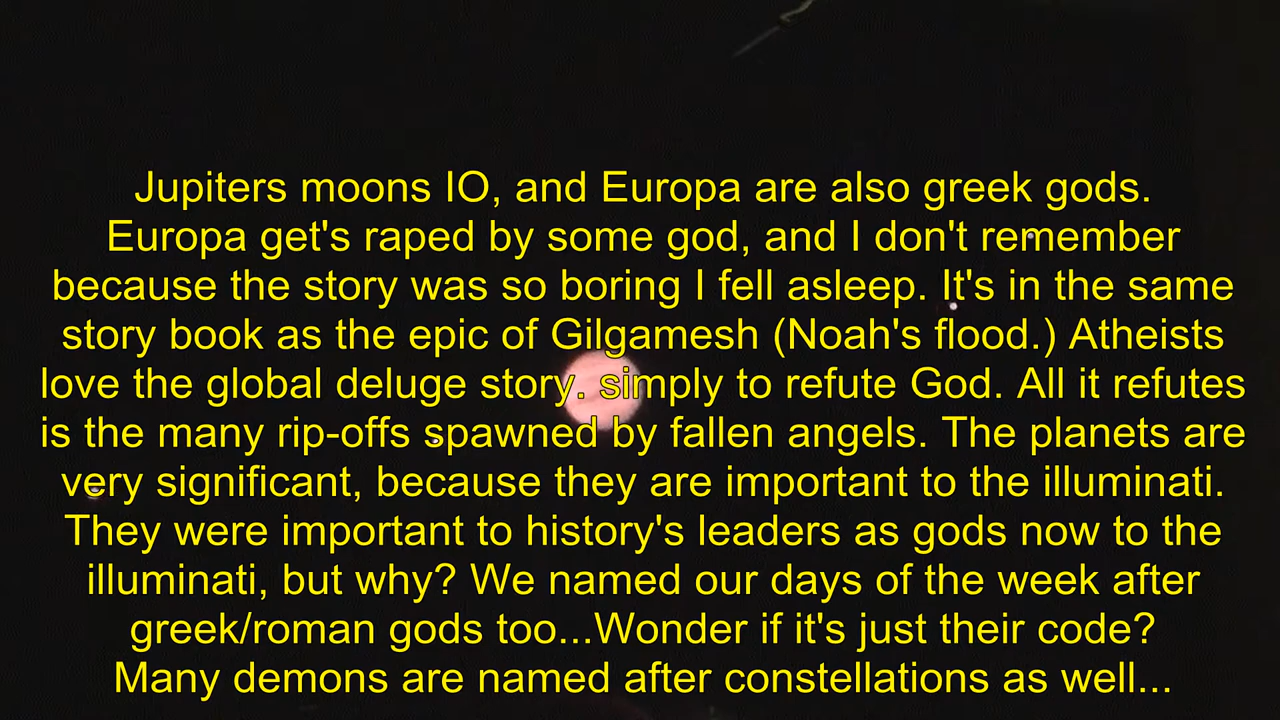 Jupiters moons IO, and Europa are also greek gods.
Europa get's raped by some god, and I don't remember
because the story was so boring I fell asleep. It's in the same
story book as the epic of Gilgamesh (Noah's flood.) Atheists
love the global deluge story. simply to refute God. All it refutes
is the many rip-offs spawned by fallen angels. The planets are
very significant, because they are important to the illuminati.
They were important to history's leaders as gods now to the
illuminati, but why? We named our days of the week after
greek/roman gods too...Wonder if it's just their code?
Many demons are named after constellations as well...